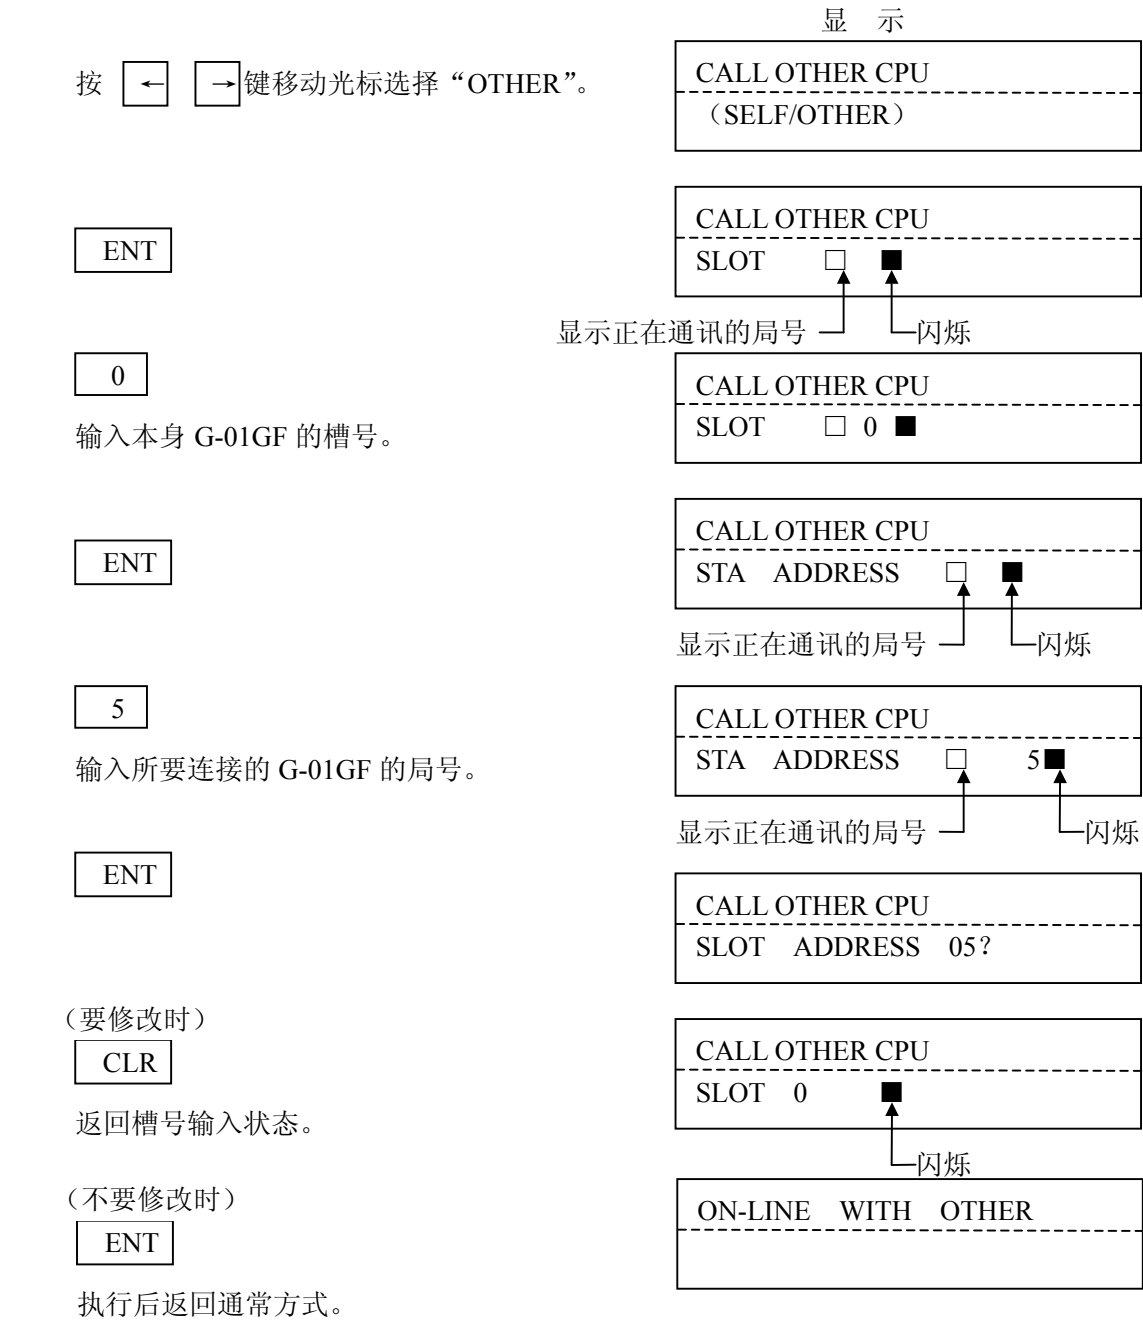 显 示
按 ← → 键移动光标选择“OTHER”。
CALL OTHER CPU
（SELF/OTHER）
ENT
CALL OTHER CPU
SLOT □ ■
显示正在通讯的局号 闪烁
0
输入本身 G-01GF 的槽号。
CALL OTHER CPU
SLOT □ 0 ■
ENT
CALL OTHER CPU
STA ADDRESS □ ■
显示正在通讯的局号 闪烁
5
输入所要连接的 G-01GF 的局号。
CALL OTHER CPU
STA ADDRESS □ 5■
显示正在通讯的局号 闪烁
ENT
CALL OTHER CPU
SLOT ADDRESS 05？
（要修改时）
CLR
返回槽号输入状态。
CALL OTHER CPU
SLOT 0 ■
闪烁
（不要修改时）
ENT
执行后返回通常方式。
ON-LINE WITH OTHER